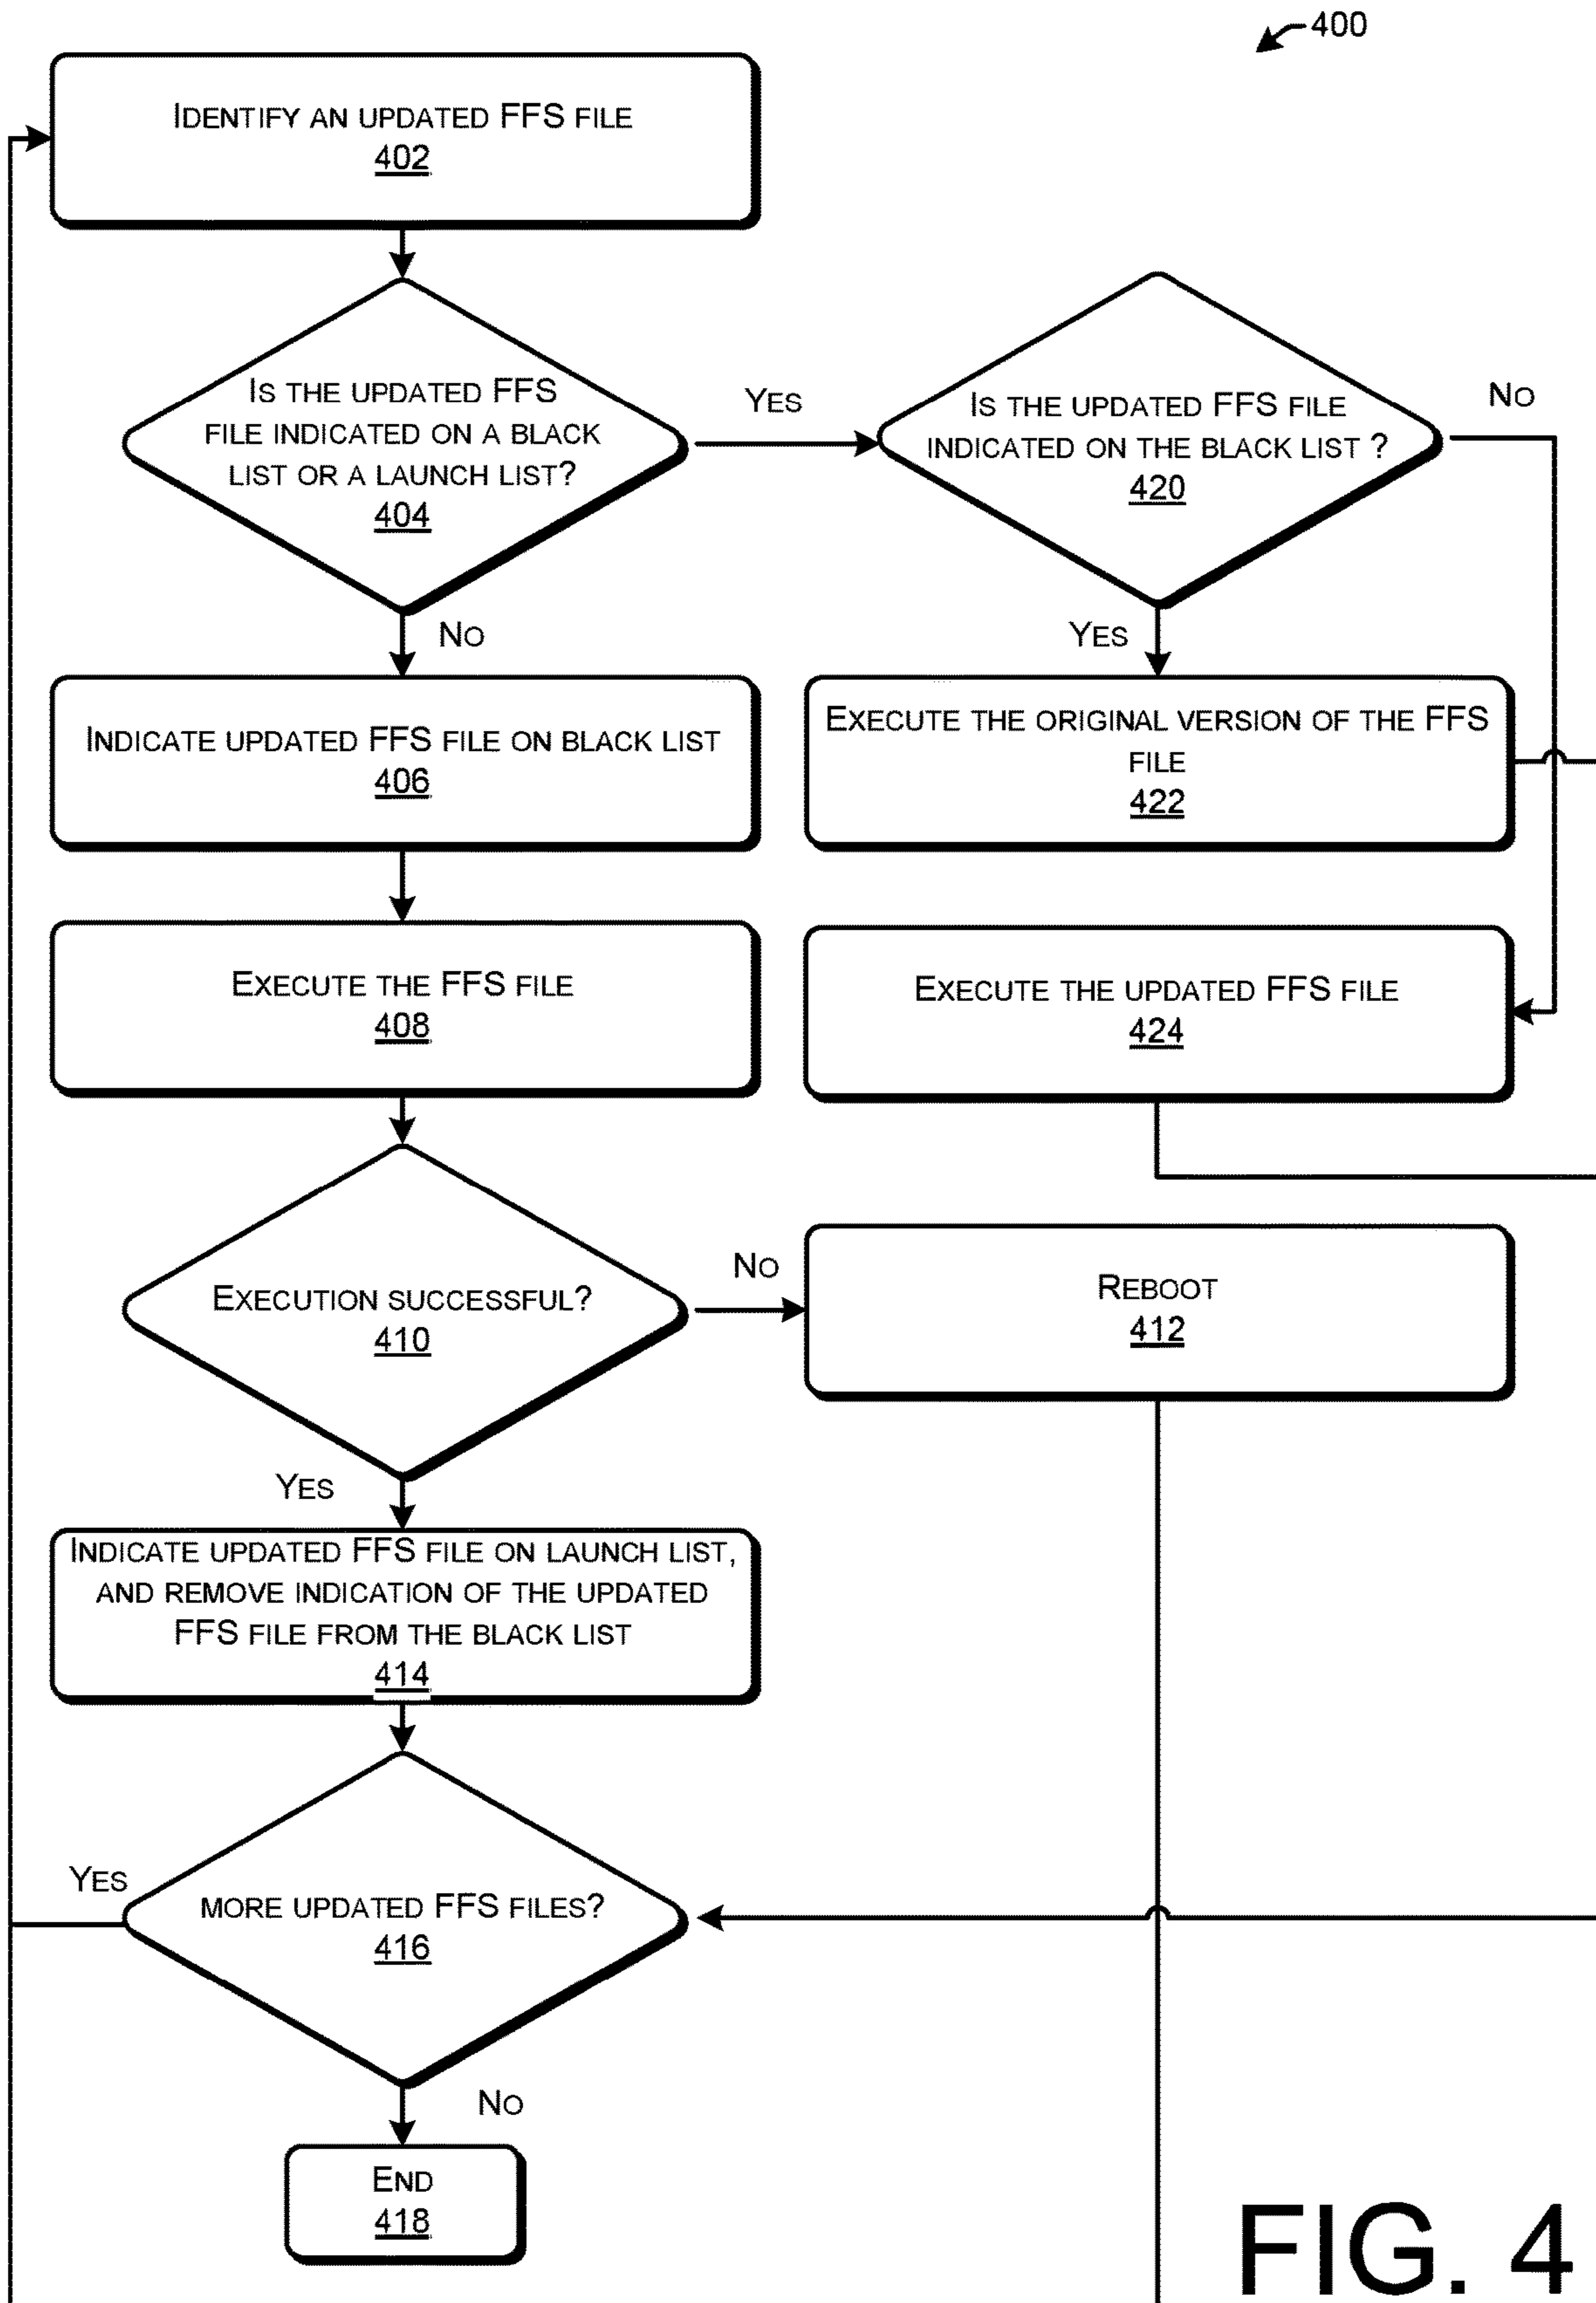 400
Identify an updated FFS file
402
Is the updated FFS
file indicated on a black
list or a launch list?
404
Yes
Is the updated FFS file
indicated on the black list ?
420
No
No
Yes
Indicate updated FFS file on black list
406
Execute the original version of the FFS
file
422
Execute the FFS file
408
Execute the updated FFS file
424
Execution successful?
410
No
Reboot
412
Yes
Indicate updated FFS file on launch list,
and remove indication of the updated
FFS file from the black list
414
Yes
more updated FFS files?
416
No
End
418
FIG. 4